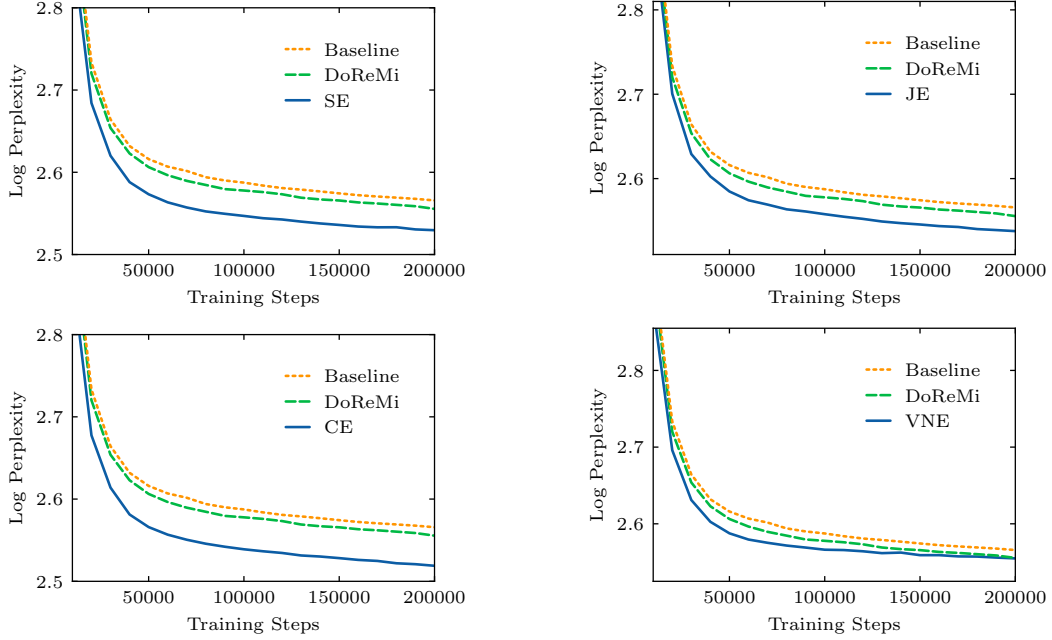 Log Perplexity
2.8
2.7
2.6
2.5
Baseline
DoReMi
SE
50000 100000 150000 200000
Training Steps
Log Perplexity
2.8
2.7
2.6
Baseline
DoReMi
JE
50000 100000 150000 200000
Training Steps
Log Perplexity
2.8
2.7
2.6
2.5
Baseline
DoReMi
CE
50000 100000 150000 200000
Training Steps
Log Perplexity
2.8
2.7
2.6
Baseline
DoReMi
VNE
50000 100000 150000 200000
Training Steps